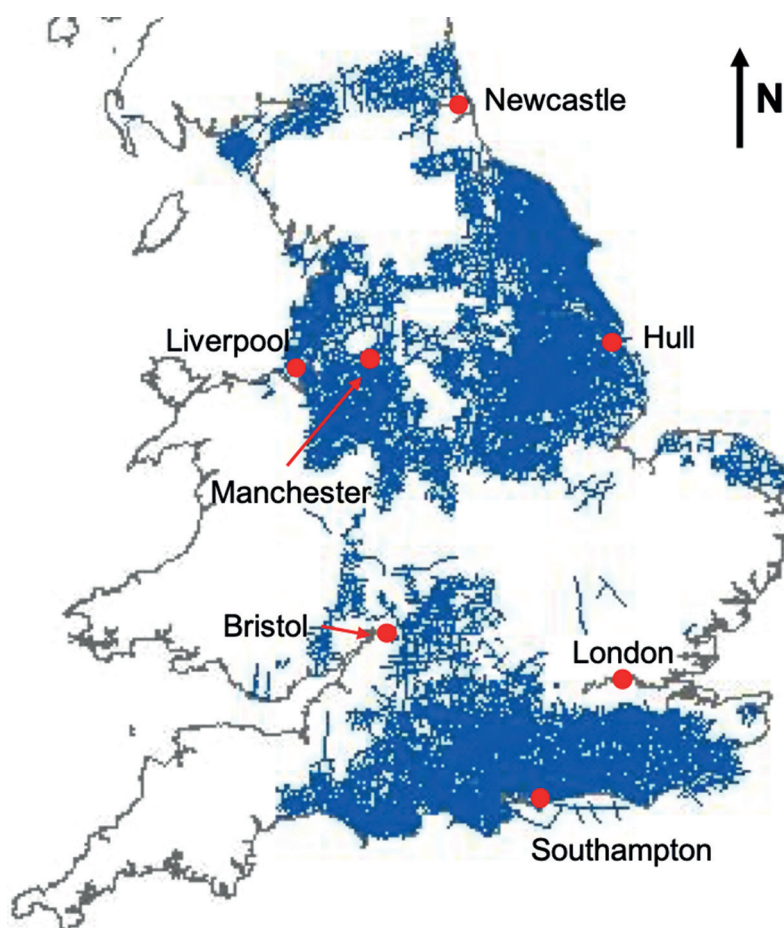 Newcastle
N
Liverpool
Hull
Manchester
Bristol
London
Southampton